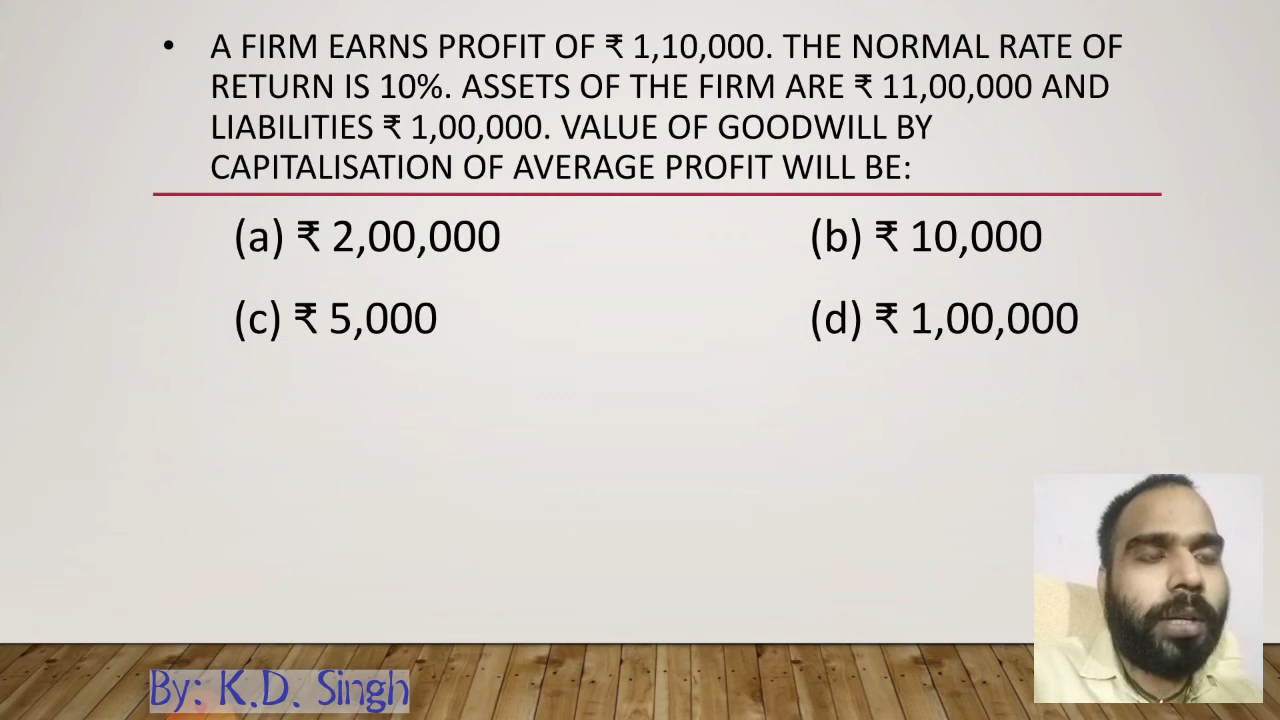 • A FIRM EARNS PROFIT OF ₹ 1,10,000. THE NORMAL RATE OF
RETURN IS 10%. ASSETS OF THE FIRM ARE ₹ 11,00,000 AND
LIABILITIES ₹ 1,00,000. VALUE OF GOODWILL BY
CAPITALISATION OF AVERAGE PROFIT WILL BE:
(a) ₹ 2,00,000 (b) ₹ 10,000
(c) ₹ 5,000 (d) ₹ 1,00,000
By: K.D. Singh